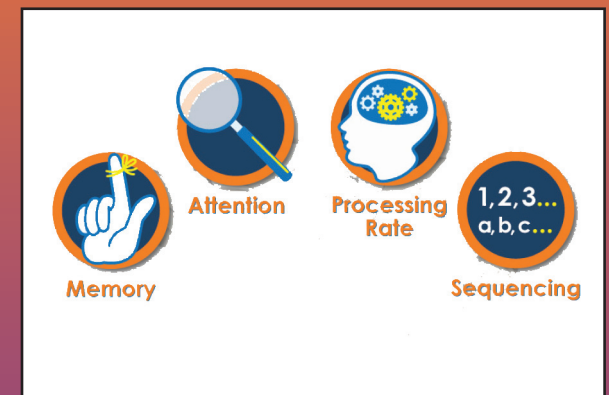 Memory
Attention
Processing
Rate
1, 2, 3...
a, b, c...
Sequencing